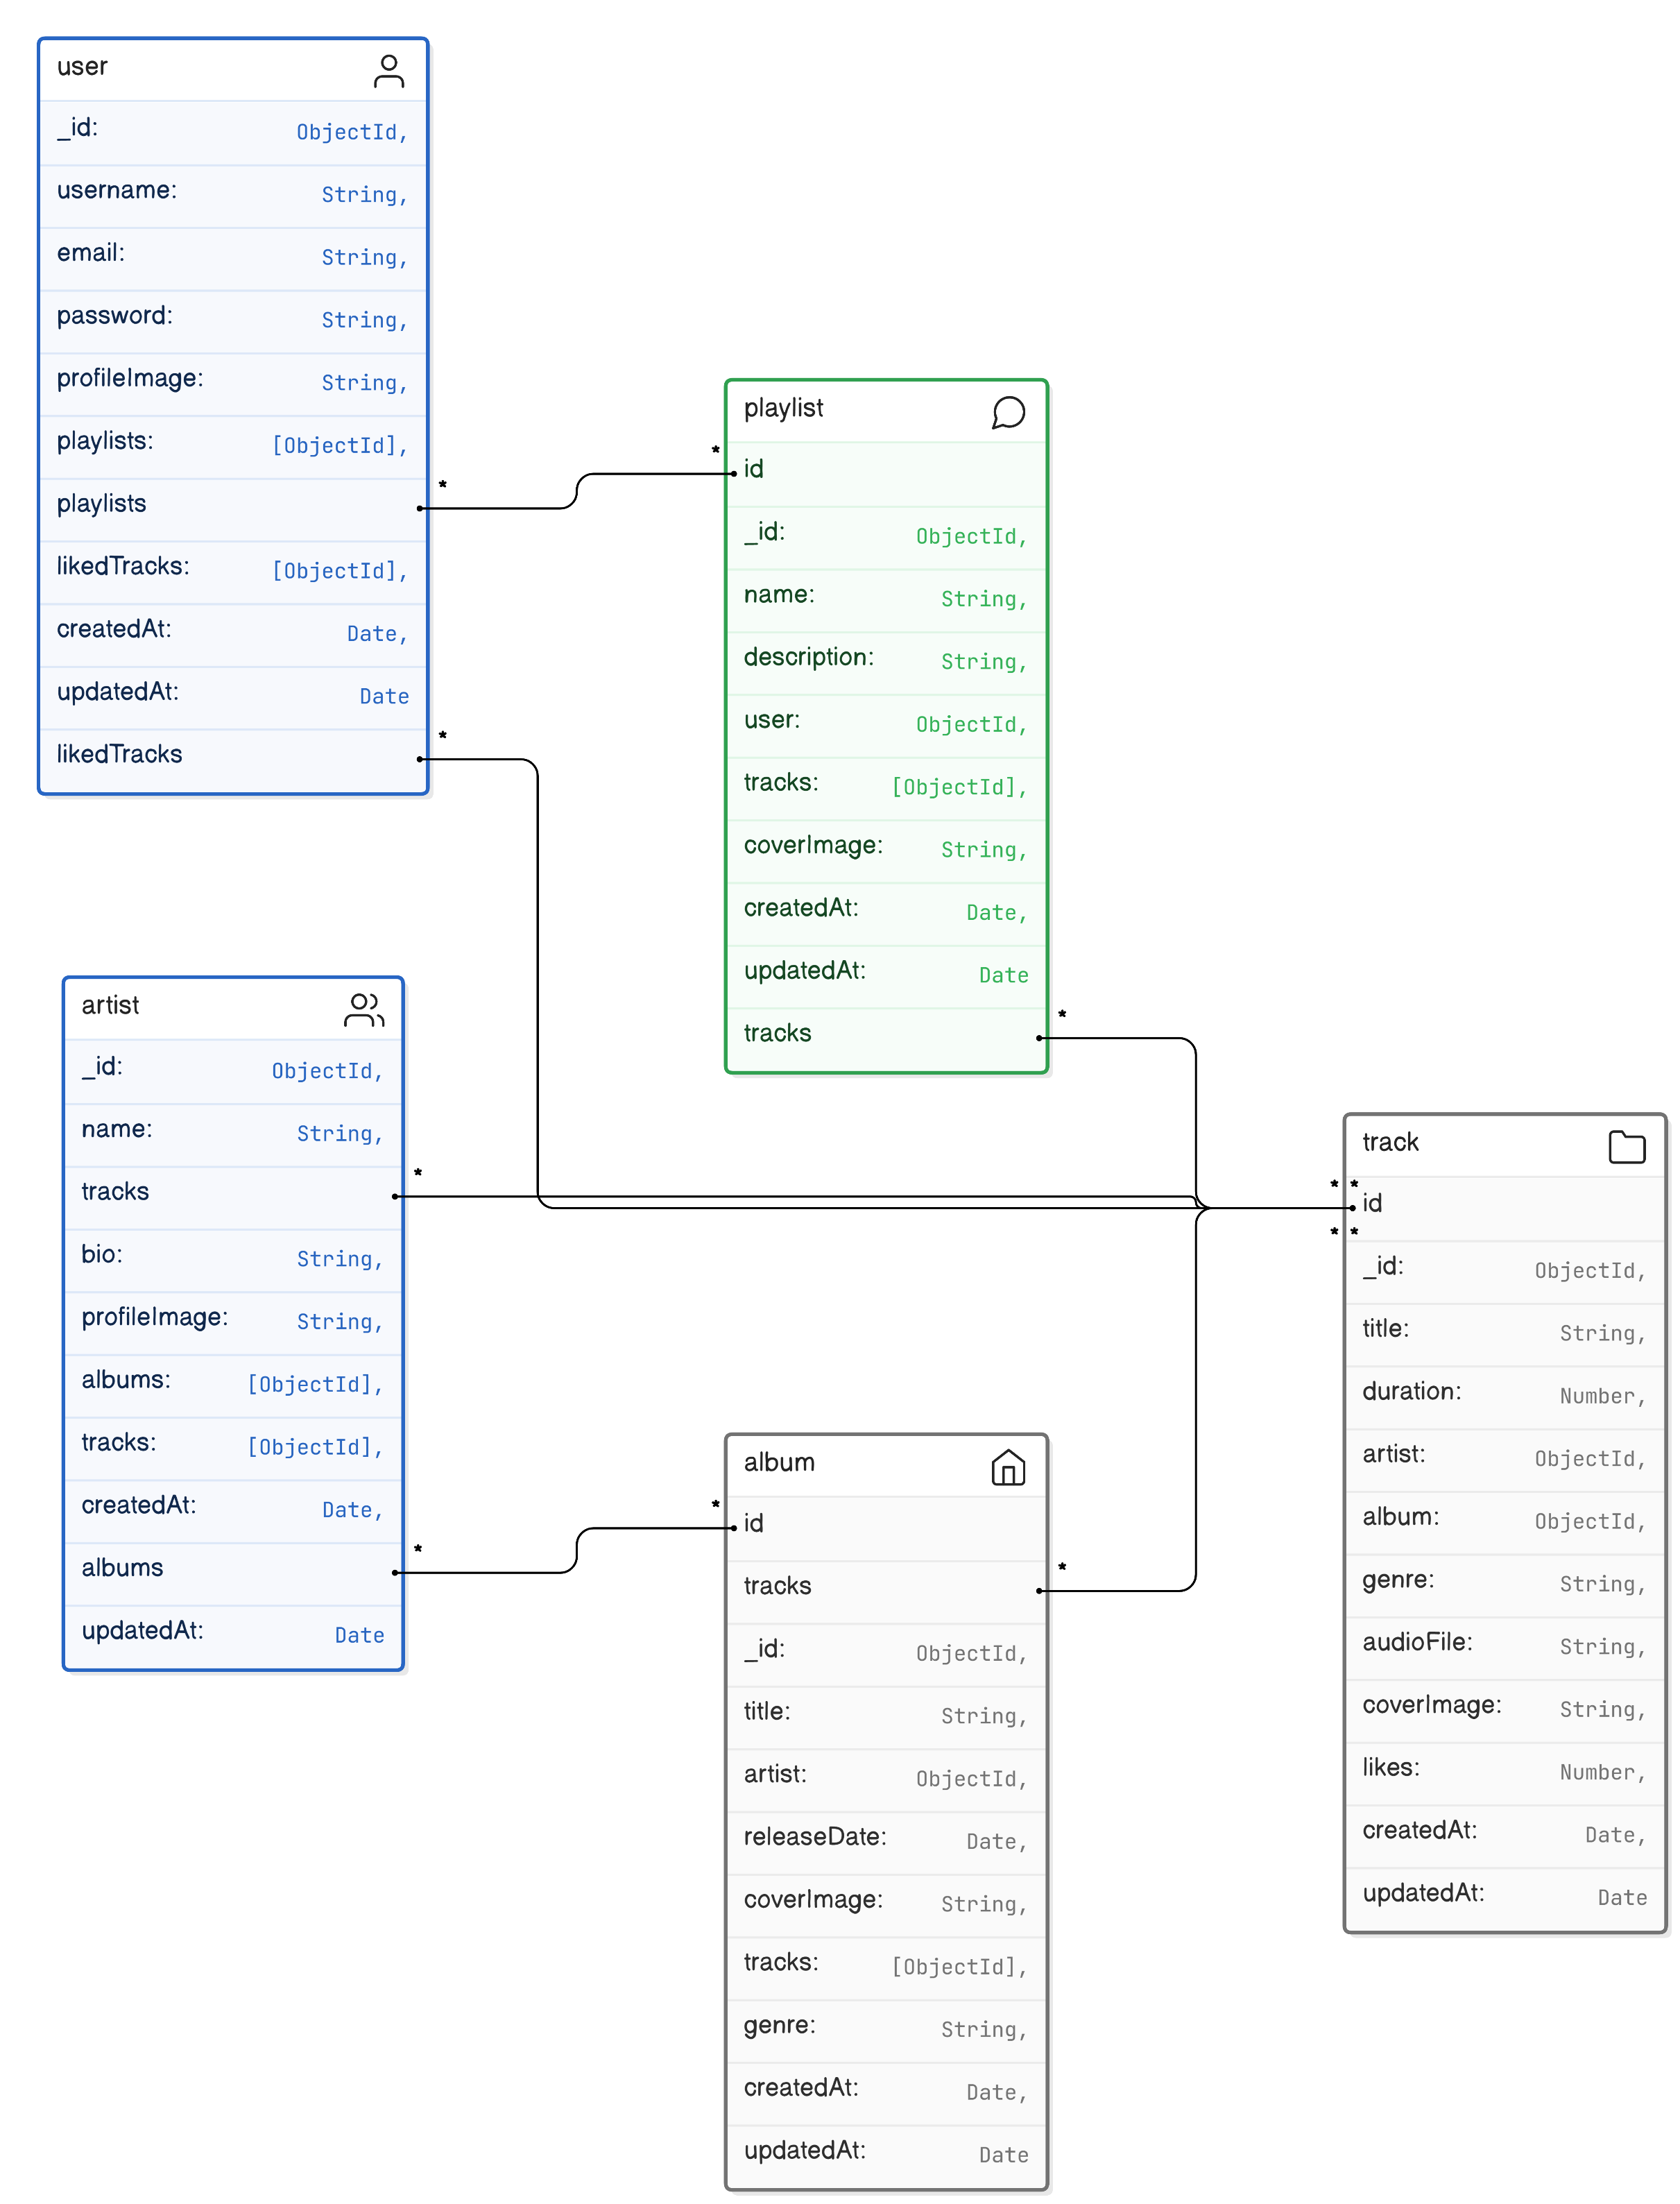 user
_id: ObjectId,
username: String,
email: String,
password: String,
profileImage: String,
playlists: [ObjectId],
playlists *
likedTracks: [ObjectId],
createdAt: Date,
updatedAt: Date
likedTracks *
playlist
* id
_id: ObjectId,
name: String,
description: String,
user: ObjectId,
tracks: [ObjectId],
coverImage: String,
createdAt: Date,
updatedAt: Date
tracks *
artist
_id: ObjectId,
name: String,
tracks *
bio: String,
profileImage: String,
albums: [ObjectId],
tracks: [ObjectId],
createdAt: Date,
albums *
updatedAt: Date
album
* id
tracks *
_id: ObjectId,
title: String,
artist: ObjectId,
releaseDate: Date,
coverImage: String,
tracks: [ObjectId],
genre: String,
createdAt: Date,
updatedAt: Date
track
* *
id
* *
_id: ObjectId,
title: String,
duration: Number,
artist: ObjectId,
album: ObjectId,
genre: String,
audioFile: String,
coverImage: String,
likes: Number,
createdAt: Date,
updatedAt: Date